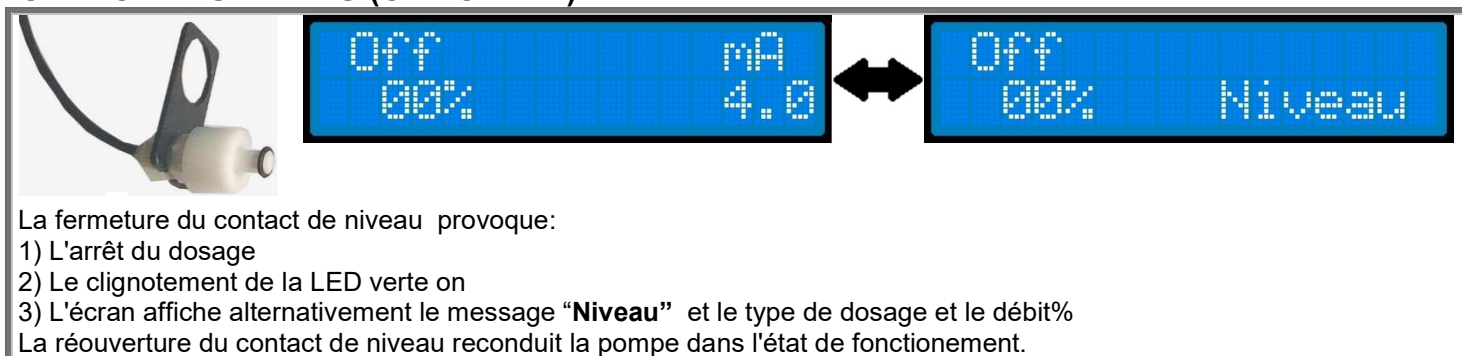 Off mA
00% 4.0
Off
00% Niveau
La fermeture du contact de niveau provoque:
1) L'arrêt du dosage
2) Le clignotement de la LED verte on
3) L'écran affiche alternativement le message “Niveau” et le type de dosage et le débit%
La réouverture du contact de niveau reconduit la pompe dans l'état de fonctionement.